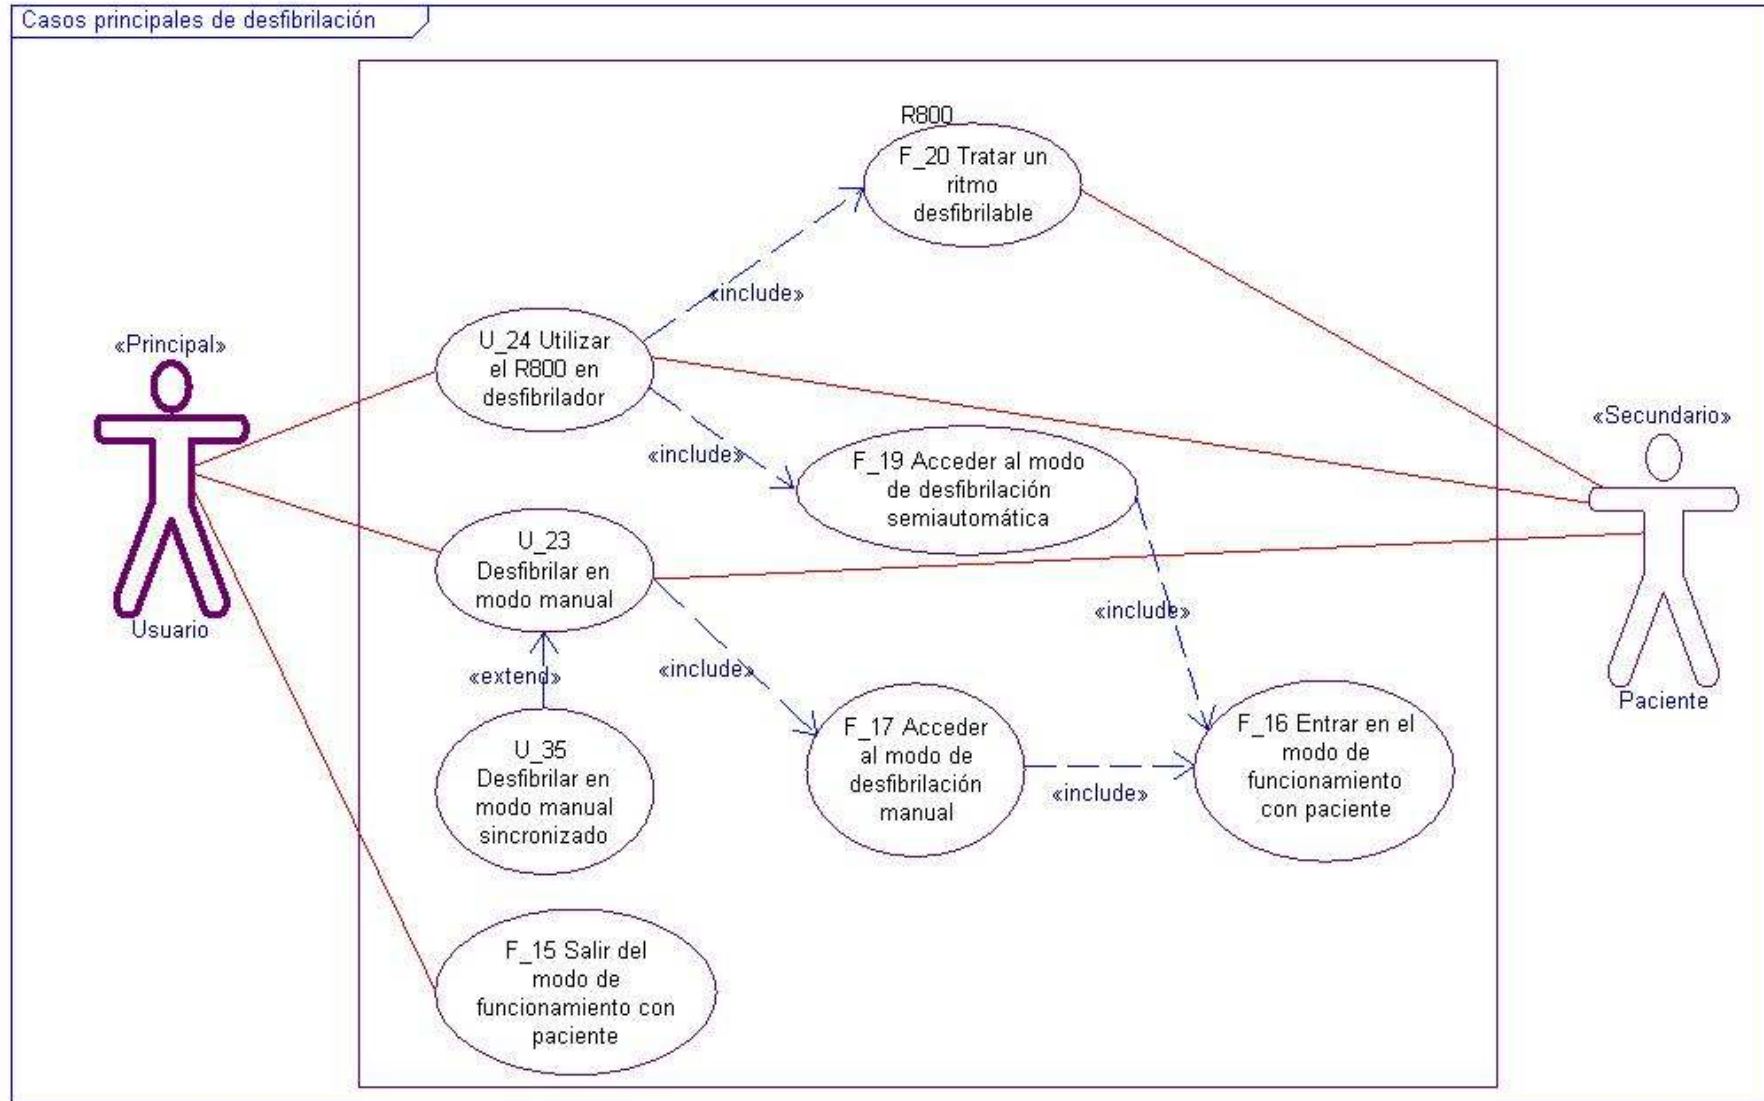 Casos principales de desfibrilación
R800
F_20 Tratar un
ritmo
desfibrilable
«include»
«Principal»
U_24 Utilizar
el R800 en
desfibrilador
«Secundario»
«include»
F_19 Acceder al modo
de desfibrilación
semiautomática
U_23
Desfibrilar en
modo manual
Usuario
«include»
«extend»
«include»
Paciente
F_17 Acceder
al modo de
desfibrilación
manual
F_16 Entrar en el
modo de
funcionamiento
con paciente
«include»
U_35
Desfibrilar en
modo manual
sincronizado
F_15 Salir del
modo de
funcionamiento con
paciente